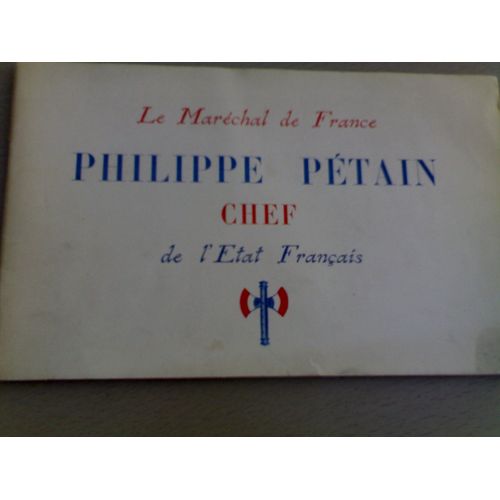 Le Maréchal de France
PHILIPPE PÉTAIN
CHEF
de l'Etat Français